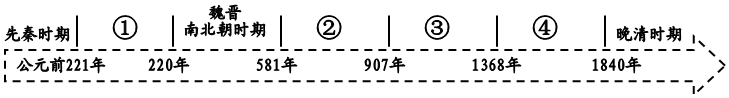 先秦时期 ① 魏晋南北朝时期 ② ③ ④ 晚清时期
公元前221年 220年 581年 907年 1368年 1840年